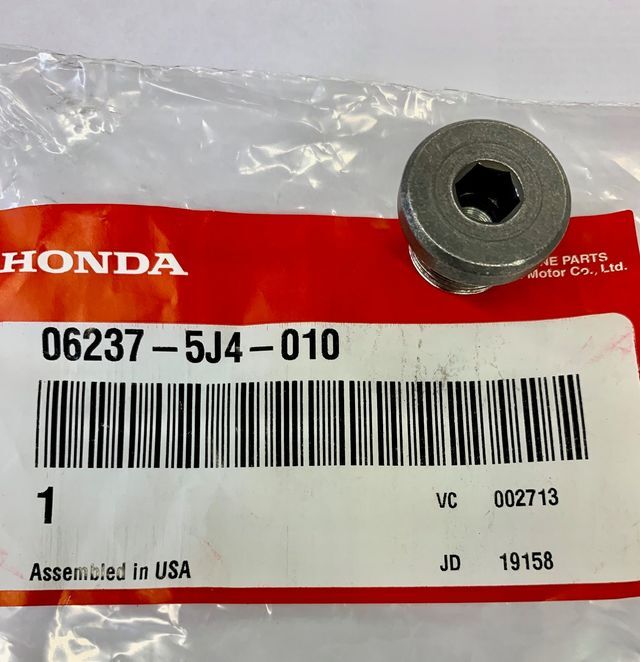 HONDA
NE PARTS
Motor Co., Ltd.
06237-5J4-010
1
VC 002713
Assembled in USA
JD 19158